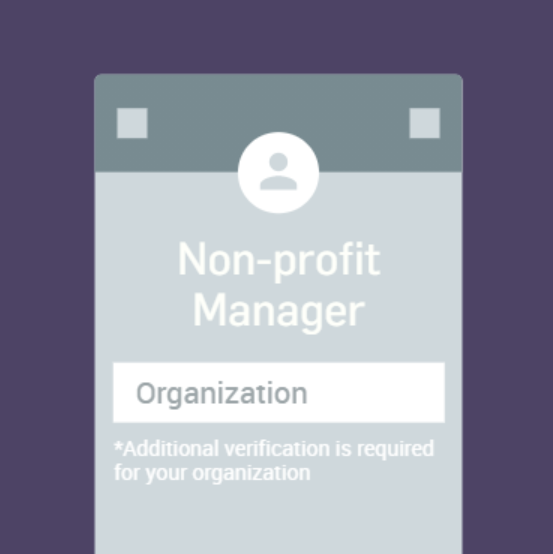 Non-profit
Manager
Organization
*Additional verification is required
for your organization